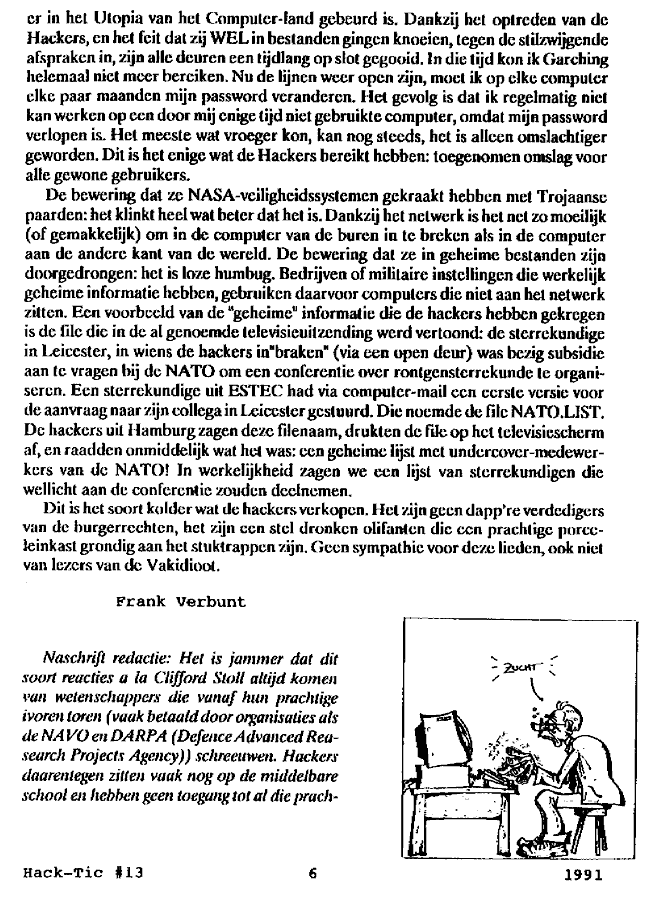 er in het Utopia van het Computer-land gebeurd is. Dankzij het optreden van de
Hackers, en het feit dat zij WEL in bestanden gingen knoeien, tegen de stilzwijgende
afspraken in, zijn alle deuren een tijdlang op slot gegooid. In die tijd kon ik Garching
helemaal niet meer bereiken. Nu de lijnen weer open zijn, moet ik op elke computer
elke paar maanden mijn password veranderen. Het gevolg is dat ik regelmatig niet
kan werken op een door mij enige tijd niet gebruikte computer, omdat mijn password
verlopen is. Het meeste wat vroeger kon, kan nog steeds, het is alleen omslachtiger
geworden. Dit is het enige wat de Hackers bereikt hebben: toegenomen omslag voor
alle gewone gebruikers.
De bewering dat ze NASA-veiligheidssystemen gekraakt hebben met Trojaanse
paarden: het klinkt heel wat beter dat het is. Dankzij het netwerk is het net zo moeilijk
(of gemakkelijk) om in de computer van de buren in te breken als in de computer
aan de andere kant van de wereld. De bewering dat ze in geheime bestanden zijn
doorgedrongen: het is loze humbug. Bedrijven of militaire instellingen die werkelijk
geheime informatie hebben, gebruiken daarvoor computers die niet aan het netwerk
zitten. Een voorbeeld van de "geheime" informatie die de hackers hebben gekregen
is de file die in de al genoemde televisieuitzending werd vertoond: de sterrekundige
in Leicester, in wiens de hackers in"braken" (via een open deur) was bezig subsidie
aan te vragen bij de NATO om een conferentie over rontgensterrekunde te organi-
seren. Een sterrekundige uit ESTEC had via computer-mail een eerste versie voor
de aanvraag naar zijn collega in Leicester gestuurd. Die noemde de file NATO.LIST.
De hackers uit Hamburg zagen deze filenaam, drukten de file op het televisiescherm
af, en raadden onmiddelijk wat het was: een geheime lijst met undercover-medewer-
kers van de NATO! In werkelijkheid zagen we een lijst van sterrekundigen die
wellicht aan de conferentie zouden deelnemen.
Dit is het soort kolder wat de hackers verkopen. Het zijn geen dapp're verdedigers
van de burgerrechten, het zijn een stel dronken olifanten die een prachtige porce-
leinkast grondig aan het stuktrappen zijn. Geen sympathie voor deze lieden, ook niet
van lezers van de Vakidioot.
Frank Verbunt
Naschrift redactie: Het is jammer dat dit
soort reacties a la Clifford Stoll altijd komen
van wetenschappers die vanaf hun prachtige
ivoren toren (vaak betaald door organisaties als
de NAVO en DARPA (Defence Advanced Rea-
search Projects Agency)) schreeuwen. Hackers
daarentegen zitten vaak nog op de middelbare
school en hebben geen toegang tot al die prach-
ZUCHT
Hack-Tic #13 6 1991